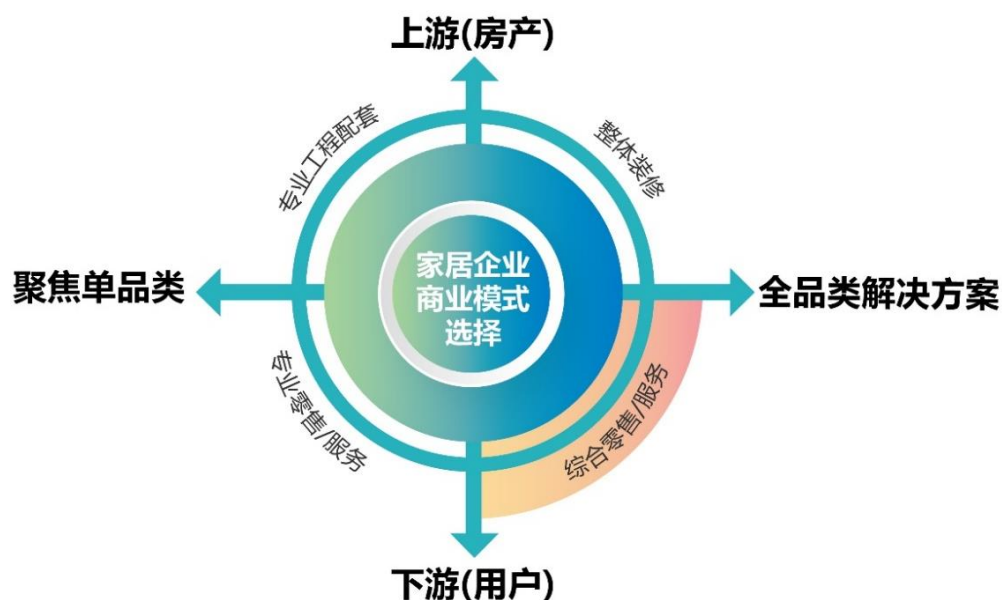 上游(房产)
专业工程配套
整体装修
聚焦单品类
家居企业
商业模式
选择
全品类解决方案
专业零售/服务
综合零售/服务
下游(用户)